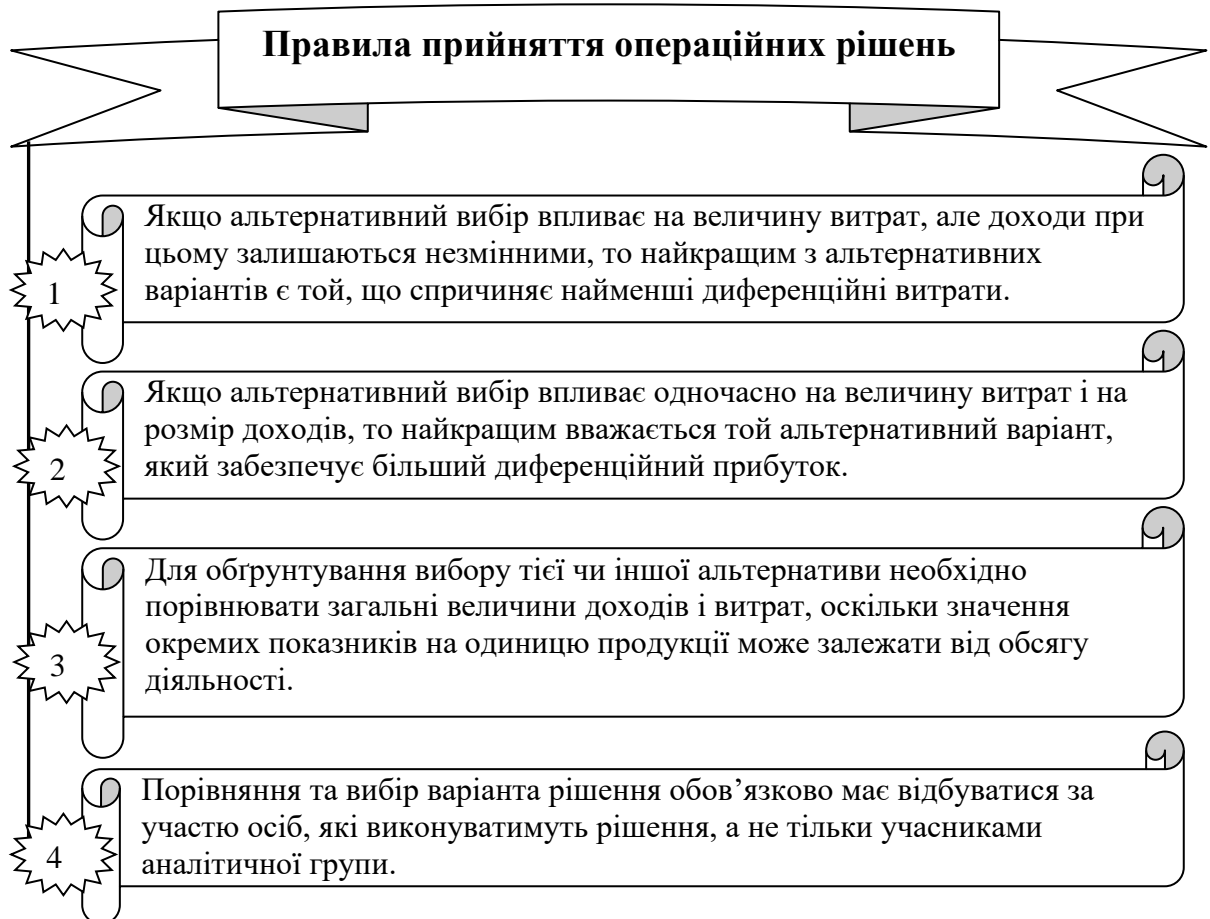 Правила прийняття операційних рішень
Якщо альтернативний вибір впливає на величину витрат, але доходи при
цьому залишаються незмінними, то найкращим з альтернативних
варіантів є той, що спричиняє найменші диференційні витрати.
1
Якщо альтернативний вибір впливає одночасно на величину витрат і на
розмір доходів, то найкращим вважається той альтернативний варіант,
який забезпечує більший диференційний прибуток.
2
Для обґрунтування вибору тієї чи іншої альтернативи необхідно
порівнювати загальні величини доходів і витрат, оскільки значення
окремих показників на одиницю продукції може залежати від обсягу
діяльності.
3
Порівняння та вибір варіанта рішення обов’язково має відбуватися за
участю осіб, які виконуватимуть рішення, а не тільки учасниками
аналітичної групи.
4